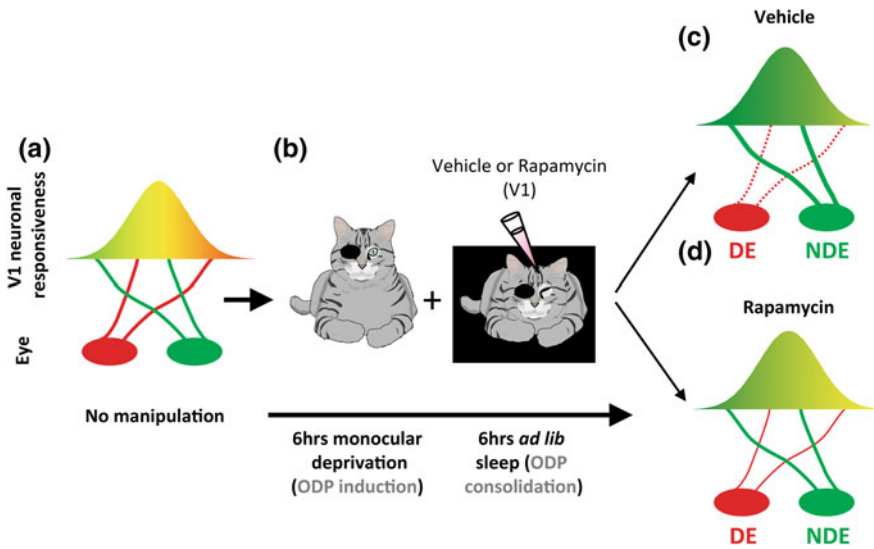 (a)
V1 neuronal
responsiveness
Eye
No manipulation
(b)
Vehicle or Rapamycin
(V1)
+
6hrs monocular
deprivation
(ODP induction)
6hrs ad lib
sleep (ODP
consolidation)
(c)
Vehicle
DE NDE
(d)
Rapamycin
DE NDE